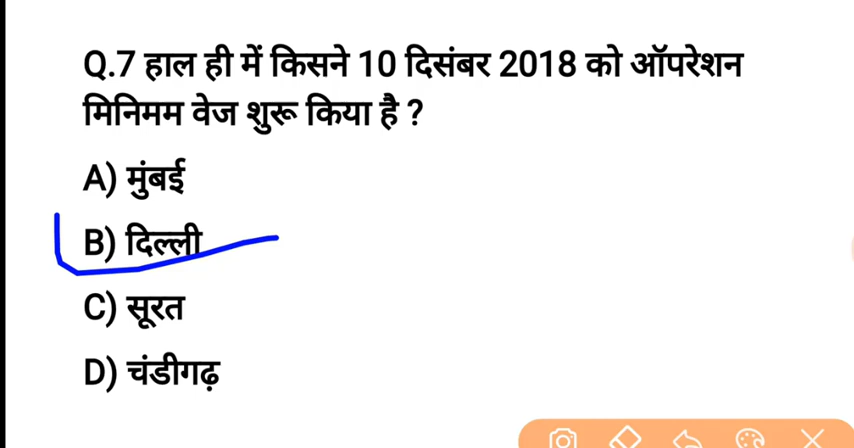 Q.7 हाल ही में किसने 10 दिसंबर 2018 को ऑपरेशन
मिनिमम वेज शुरू किया है ?
A) मुंबई
B) दिल्ली
C) सूरत
D) चंडीगढ़